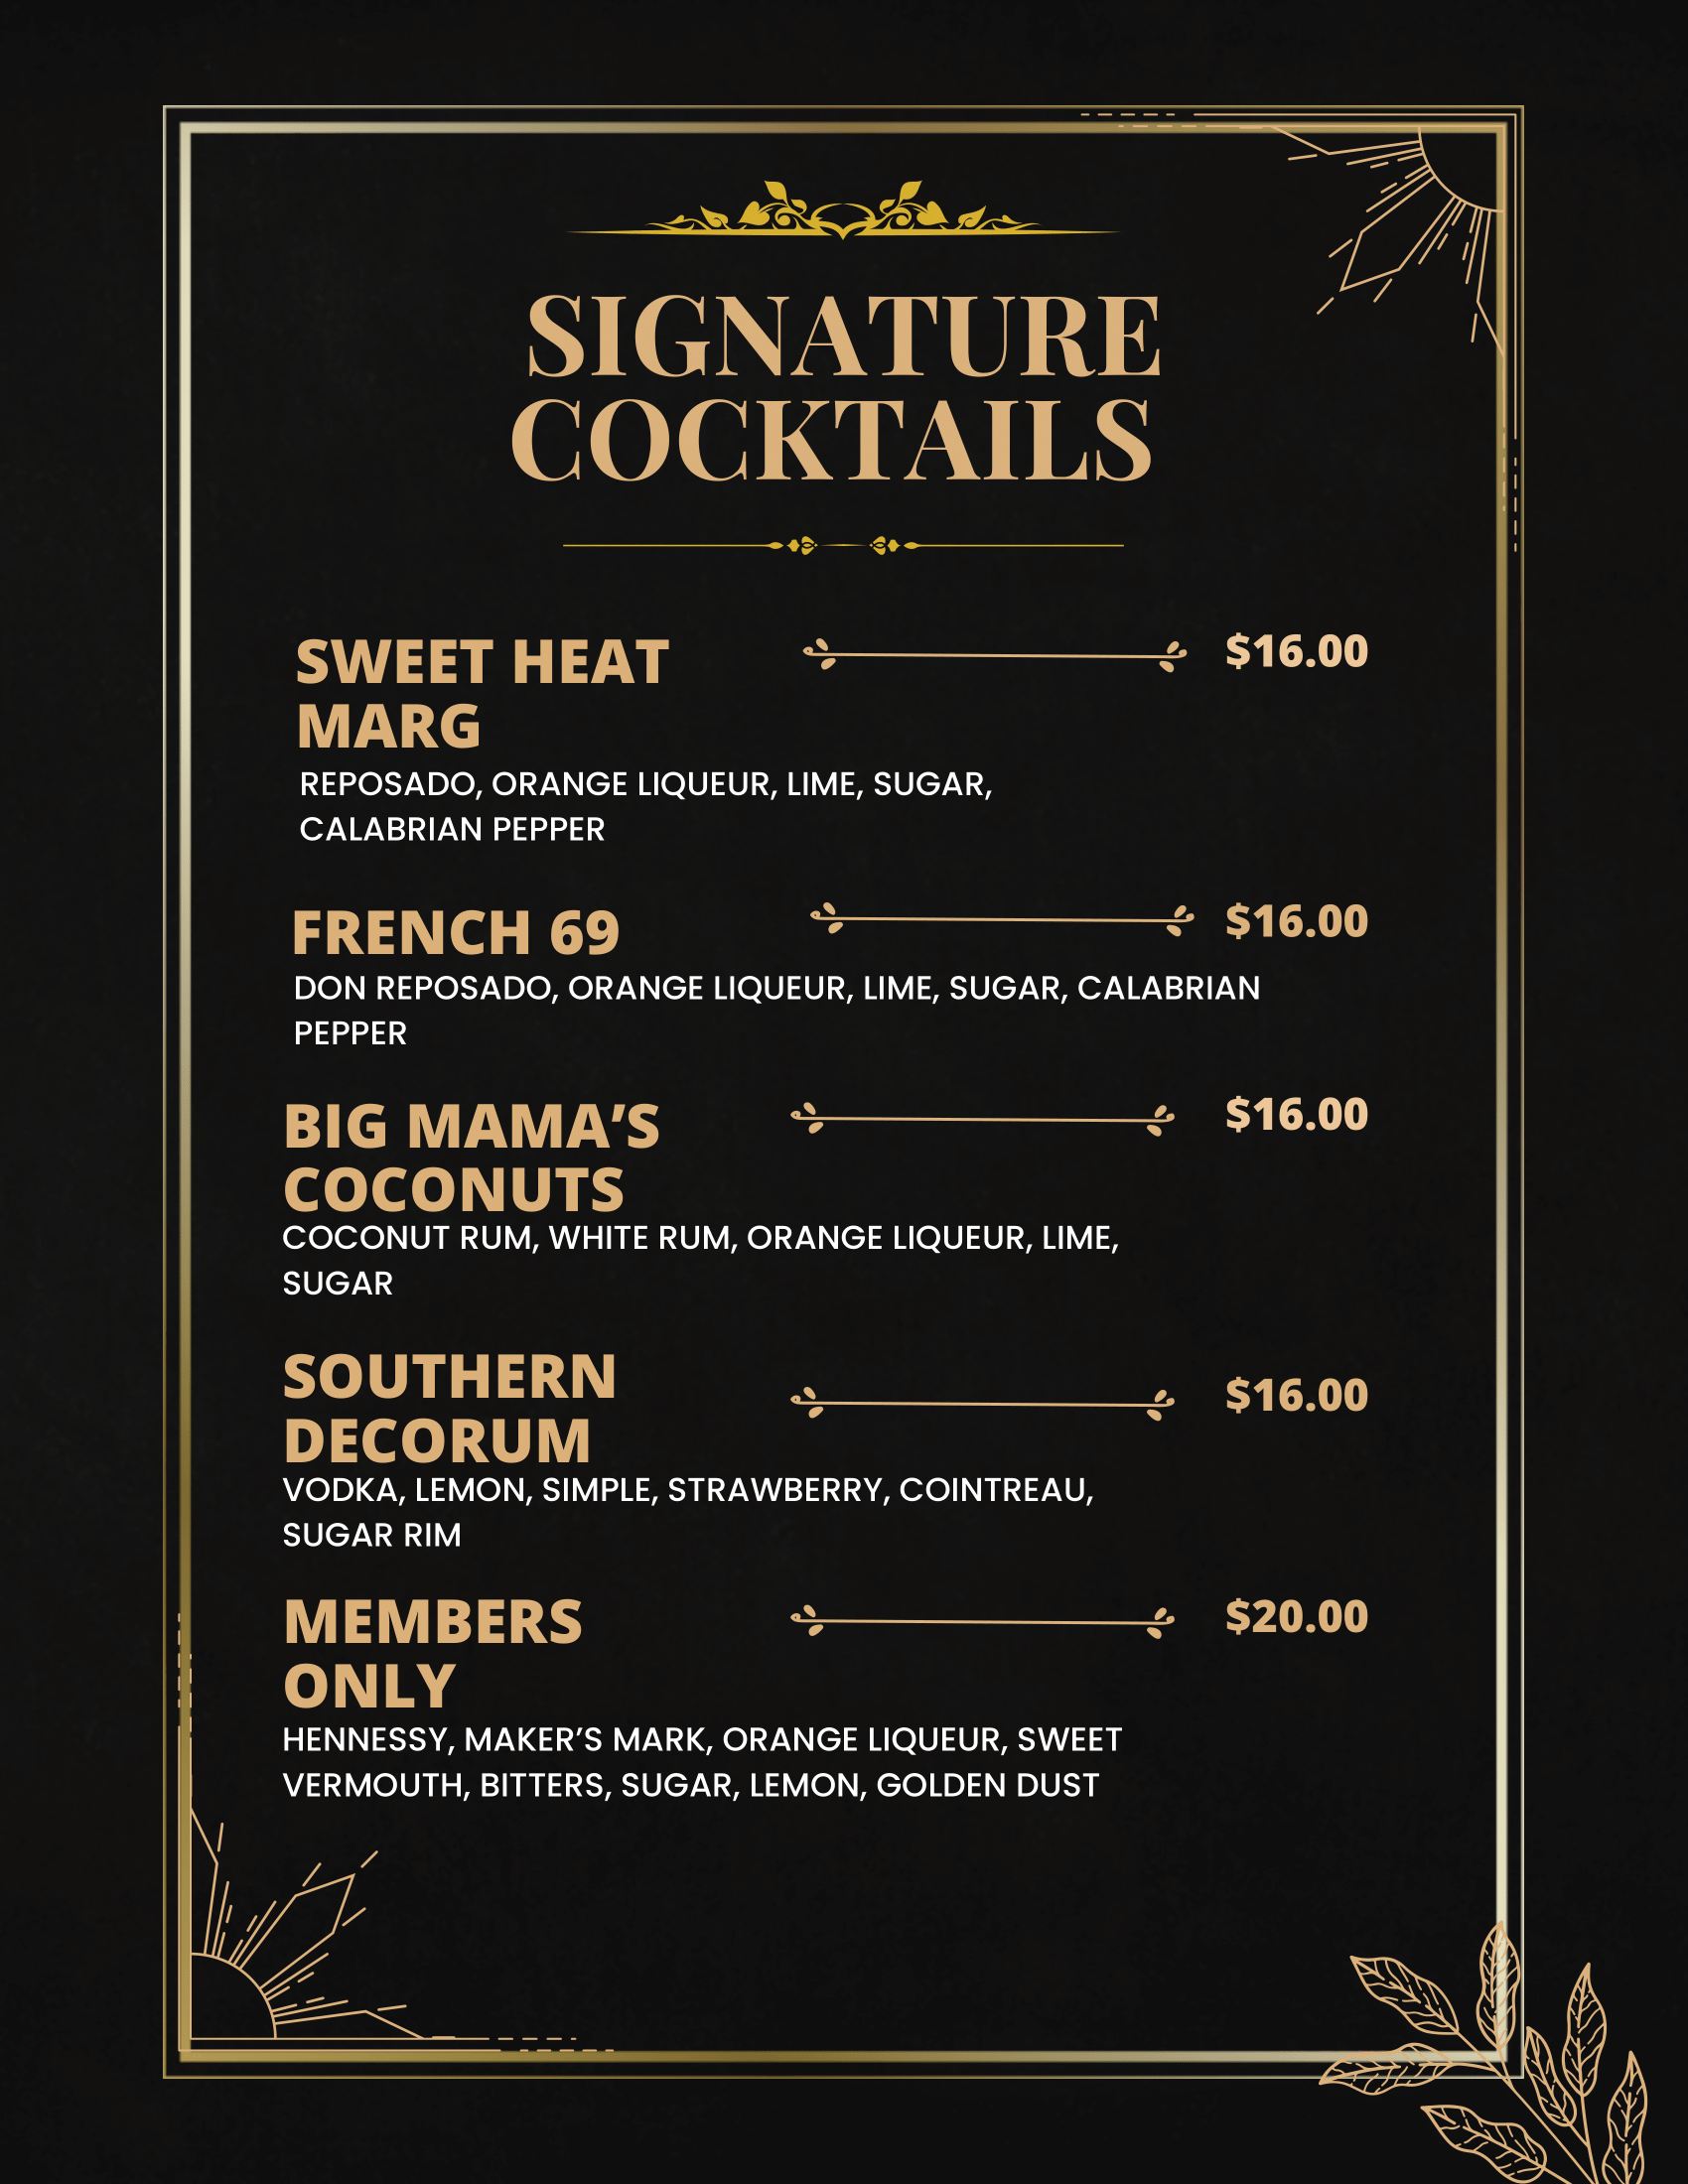 SIGNATURE
COCKTAILS
SWEET HEAT
MARG
$16.00
REPOSADO, ORANGE LIQUEUR, LIME, SUGAR,
CALABRIAN PEPPER
FRENCH 69
$16.00
DON REPOSADO, ORANGE LIQUEUR, LIME, SUGAR, CALABRIAN
PEPPER
BIG MAMA’S
COCONUTS
$16.00
COCONUT RUM, WHITE RUM, ORANGE LIQUEUR, LIME,
SUGAR
SOUTHERN
DECORUM
$16.00
VODKA, LEMON, SIMPLE, STRAWBERRY, COINTREAU,
SUGAR RIM
MEMBERS
ONLY
$20.00
HENNESSY, MAKER’S MARK, ORANGE LIQUEUR, SWEET
VERMOUTH, BITTERS, SUGAR, LEMON, GOLDEN DUST